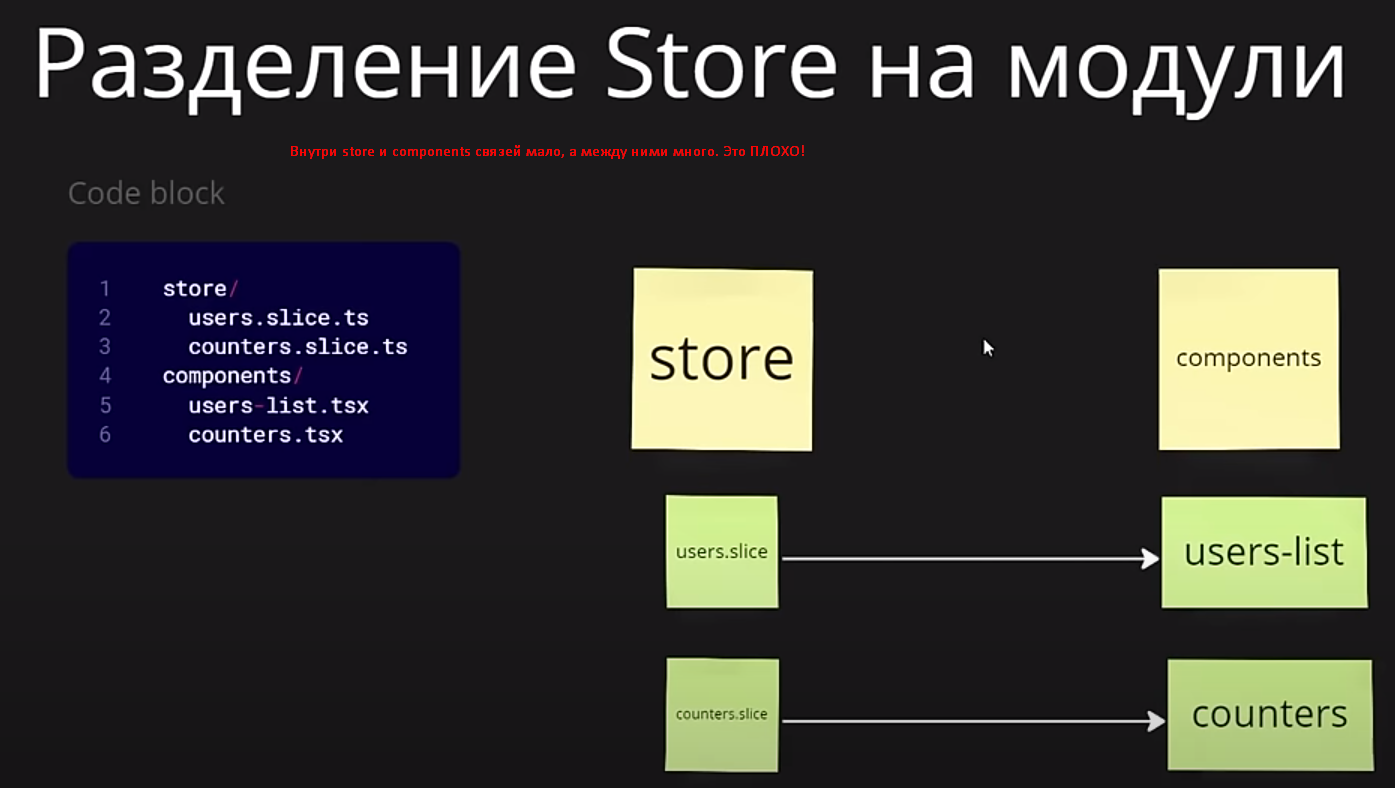 Разделение Store на модули
Внутри store и components связей мало, а между ними много. Это ПЛОХО!
Code block
1 store/
2 users.slice.ts
3 counters.slice.ts
4 components/
5 users-list.tsx
6 counters.tsx
store
components
users.slice
users-list
counters.slice
counters